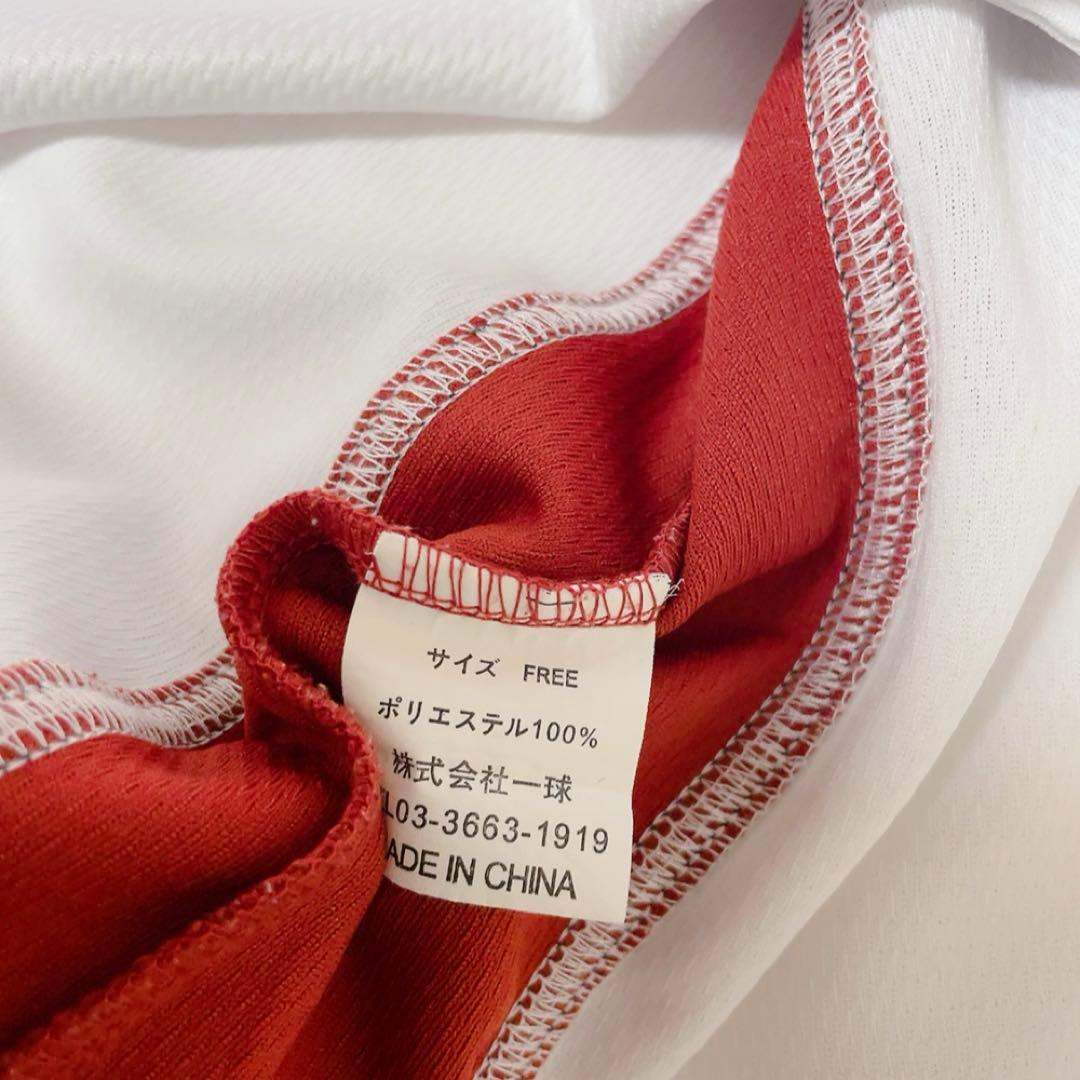 サイズ FREE
ポリエステル100%
株式会社一球
L03-3663-1919
ADE IN CHINA